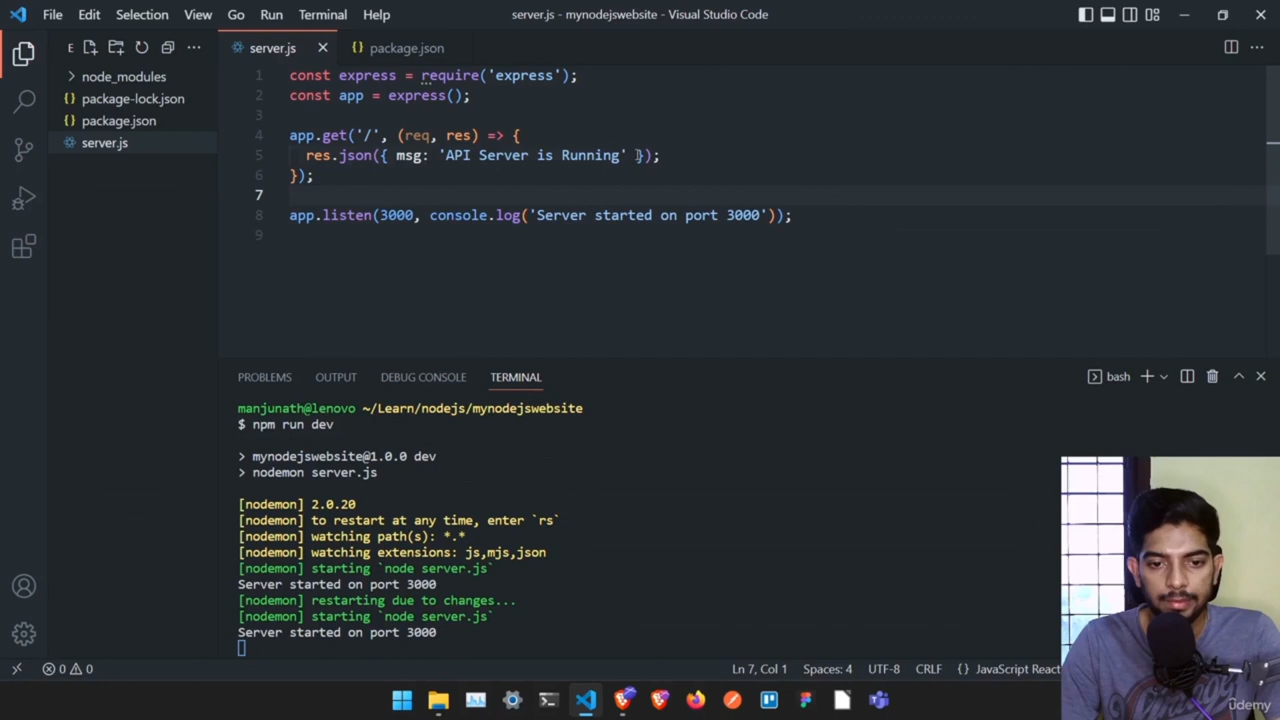 File Edit Selection View Go Run Terminal Help server.js - mynodejswebsite - Visual Studio Code
E
server.js
package.json
node_modules
package-lock.json
package.json
server.js
1 const express = require('express');
2 const app = express();
3
4 app.get('/', (req, res) => {
5 res.json({ msg: 'API Server is Running' });
6 });
7
8 app.listen(3000, console.log('Server started on port 3000'));
9
PROBLEMS OUTPUT DEBUG CONSOLE TERMINAL bash
manjunath@lenovo ~/Learn/nodejs/mynodejswebsite
$ npm run dev
> mynodejswebsite@1.0.0 dev
> nodemon server.js
[nodemon] 2.0.20
[nodemon] to restart at any time, enter `rs`
[nodemon] watching path(s): *.*
[nodemon] watching extensions: js,mjs,json
[nodemon] starting `node server.js`
Server started on port 3000
[nodemon] restarting due to changes...
[nodemon] starting `node server.js`
Server started on port 3000
0 0 Ln 7, Col 1 Spaces: 4 UTF-8 CRLF {} JavaScript React
udemy